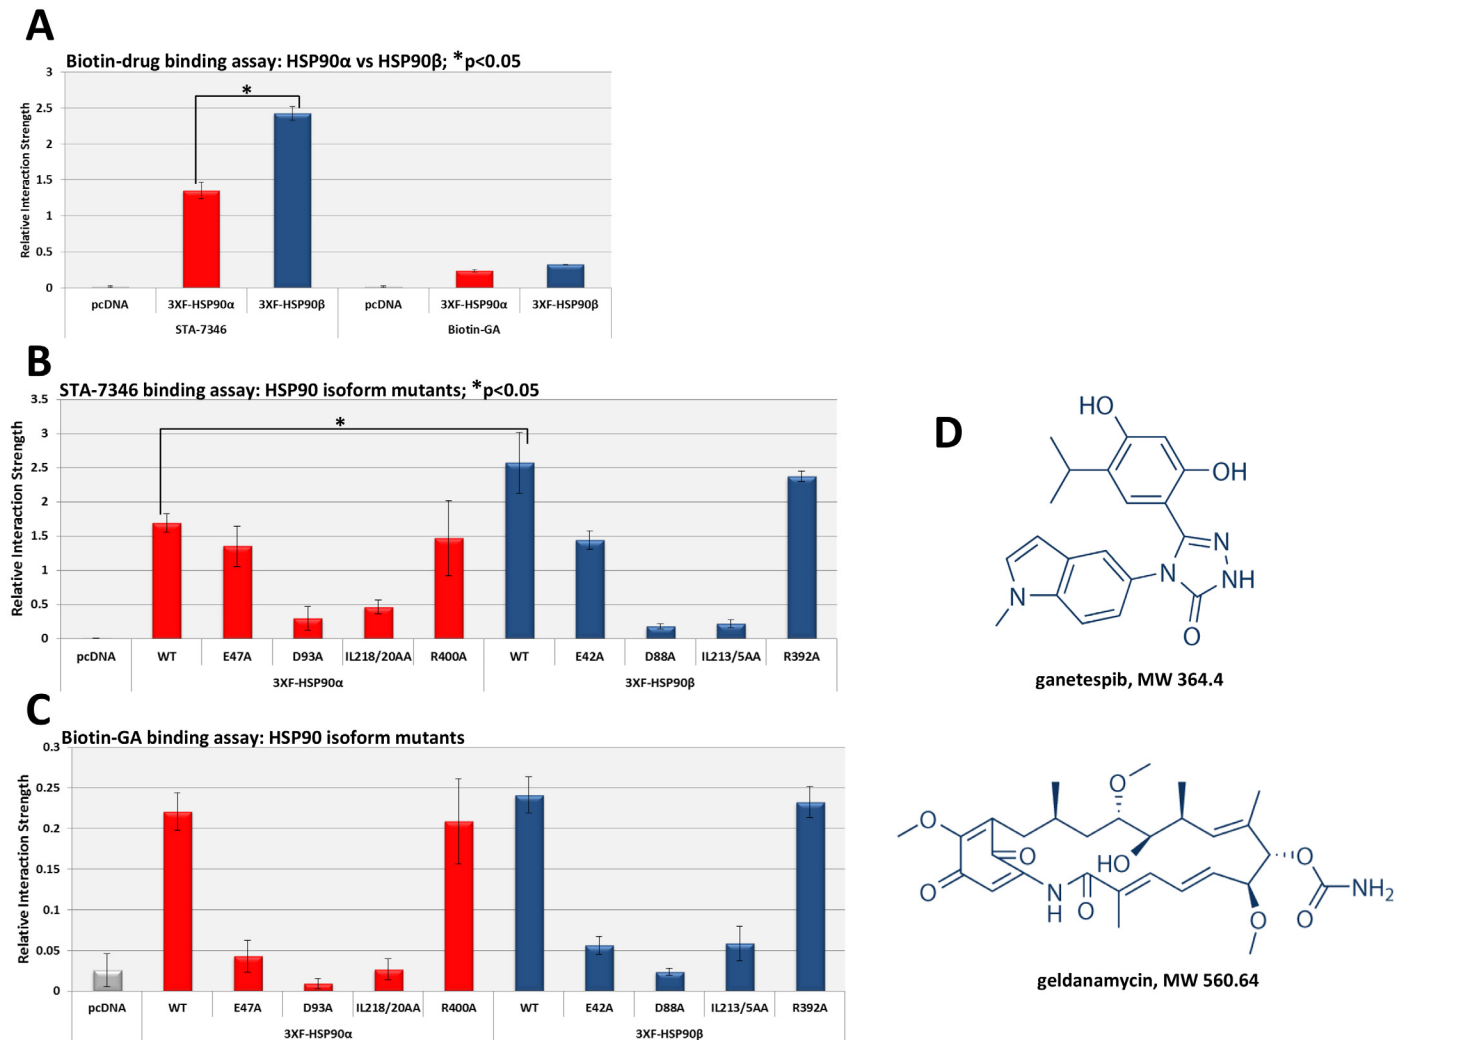 A
Biotin-drug binding assay: HSP90α vs HSP90β; *p<0.05
Relative Interaction Strength
3
2.5
2
1.5
1
0.5
0
*
pcDNA 3XF-HSP90α 3XF-HSP90β pcDNA 3XF-HSP90α 3XF-HSP90β
STA-7346 Biotin-GA
B
STA-7346 binding assay: HSP90 isoform mutants; *p<0.05
Relative Interaction Strength
3.5
3
2.5
2
1.5
1
0.5
0
*
pcDNA WT E47A D93A IL218/20AA R400A WT E42A D88A IL213/5AA R392A
3XF-HSP90α 3XF-HSP90β
C
Biotin-GA binding assay: HSP90 isoform mutants
Relative Interaction Strength
0.3
0.25
0.2
0.15
0.1
0.05
0
pcDNA WT E47A D93A IL218/20AA R400A WT E42A D88A IL213/5AA R392A
3XF-HSP90α 3XF-HSP90β
D
HO
OH
N
N NH
N
O
ganetespib, MW 364.4
O
O
O
HO
O
O
N
H
O
NH2
O
O
geldanamycin, MW 560.64